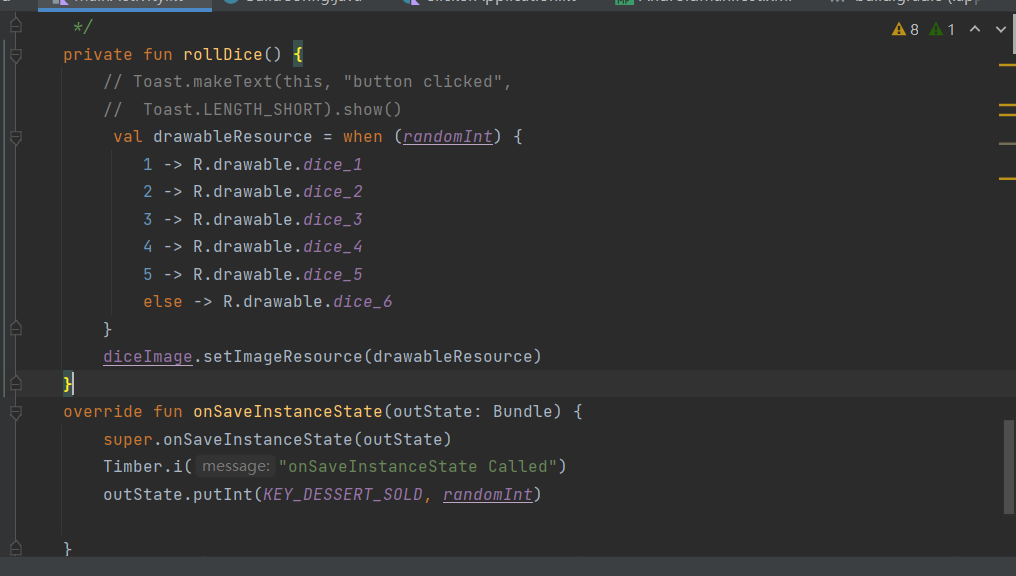 */
8 1
private fun rollDice() {
// Toast.makeText(this, "button clicked",
//  Toast.LENGTH_SHORT).show()
val drawableResource = when (randomInt) {
1 -> R.drawable.dice_1
2 -> R.drawable.dice_2
3 -> R.drawable.dice_3
4 -> R.drawable.dice_4
5 -> R.drawable.dice_5
else -> R.drawable.dice_6
}
diceImage.setImageResource(drawableResource)
}
override fun onSaveInstanceState(outState: Bundle) {
super.onSaveInstanceState(outState)
Timber.i( message: "onSaveInstanceState Called")
outState.putInt(KEY_DESSERT_SOLD, randomInt)
}